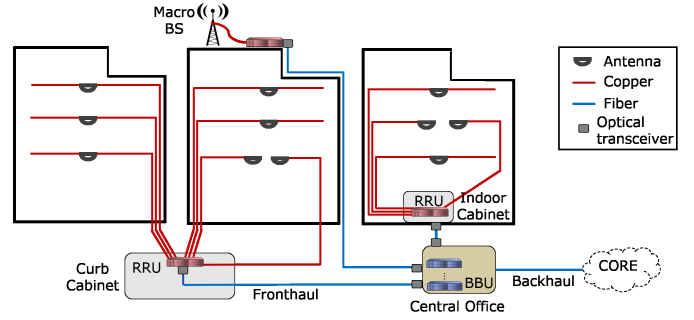 Macro
BS
Antenna
Copper
Fiber
Optical
transceiver
RRU
Indoor
Cabinet
RRU
Curb
Cabinet
Fronthaul
BBU
Central Office
Backhaul
CORE